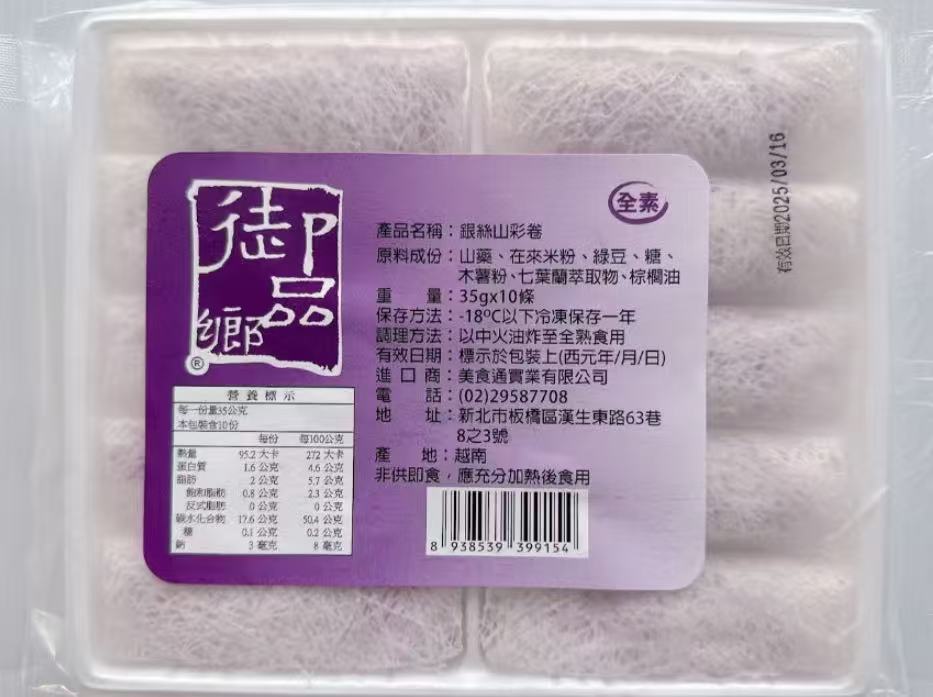 御品鄉
®
全素
產品名稱：銀絲山彩卷
原料成份：山藥、在來米粉、綠豆、糖、
木薯粉、七葉蘭萃取物、棕櫚油
重 量：35gx10條
保存方法：-18ºC以下冷凍保存一年
調理方法：以中火油炸至全熟食用
有效日期：標示於包裝上(西元年/月/日)
進口商：美食通實業有限公司
電 話：(02)29587708
地 址：新北市板橋區漢生東路63巷
8之3號
產 地：越南
非供即食，應充分加熱後食用
8 938539 399154
營養標示
每一份量35公克
本包裝含10份
每份 每100公克
熱量 95.2 大卡 272 大卡
蛋白質 1.6 公克 4.6 公克
脂肪 2 公克 5.7 公克
飽和脂肪 0.8 公克 2.3 公克
反式脂肪 0 公克 0 公克
碳水化合物 17.6 公克 50.4 公克
糖 0.1 公克 0.2 公克
鈉 3 毫克 8 毫克
有效日期2025/03/16